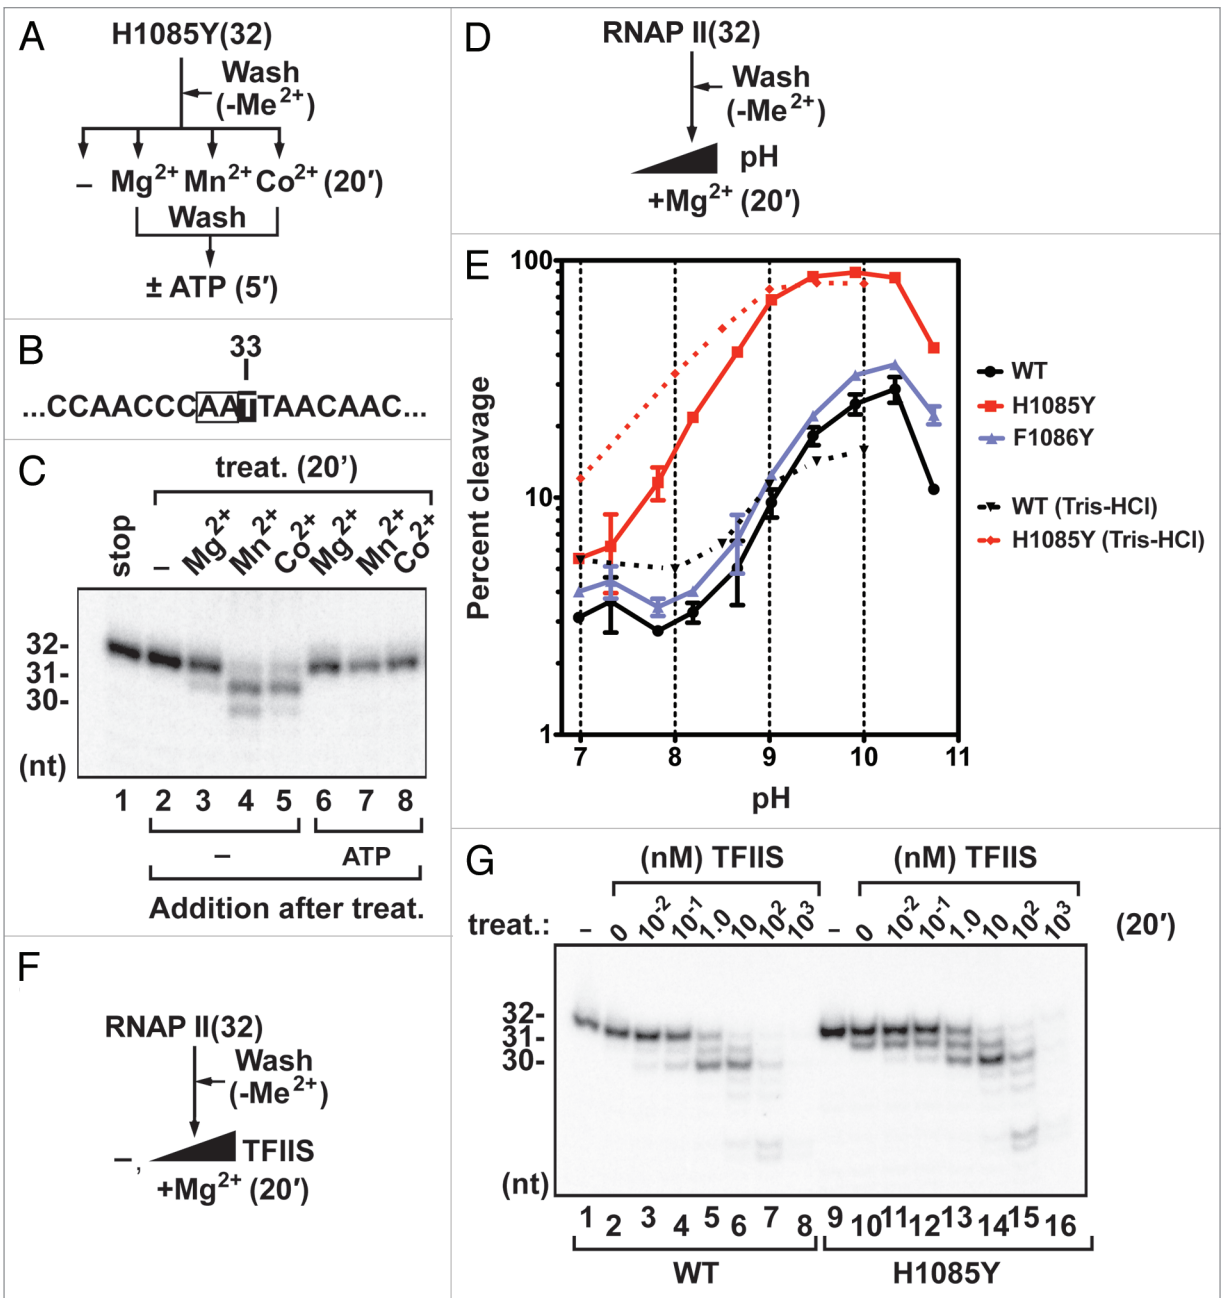 A
H1085Y(32)
Wash
(-Me2+)
– Mg2+ Mn2+ Co2+ (20′)
Wash
± ATP (5′)
B
33
...CCAACCCAATTAACAAC...
C
treat. (20’)
stop – Mg2+ Mn2+ Co2+ Mg2+ Mn2+ Co2+
32-
31-
30-
(nt)
1 2 3 4 5 6 7 8
– ATP
Addition after treat.
D
RNAP II(32)
Wash
(-Me2+)
pH
+Mg2+ (20′)
E
Percent cleavage
100
10
1
7 8 9 10 11
pH
WT
H1085Y
F1086Y
WT (Tris-HCl)
H1085Y (Tris-HCl)
F
RNAP II(32)
Wash
(-Me2+)
–, TFIIS
+Mg2+ (20′)
G
(nM) TFIIS (nM) TFIIS
treat.: – 0 10-2 10-1 1.0 10 102 103 – 0 10-2 10-1 1.0 10 102 103 (20′)
32-
31-
30-
(nt)
1 2 3 4 5 6 7 8 9 10 11 12 13 14 15 16
WT H1085Y